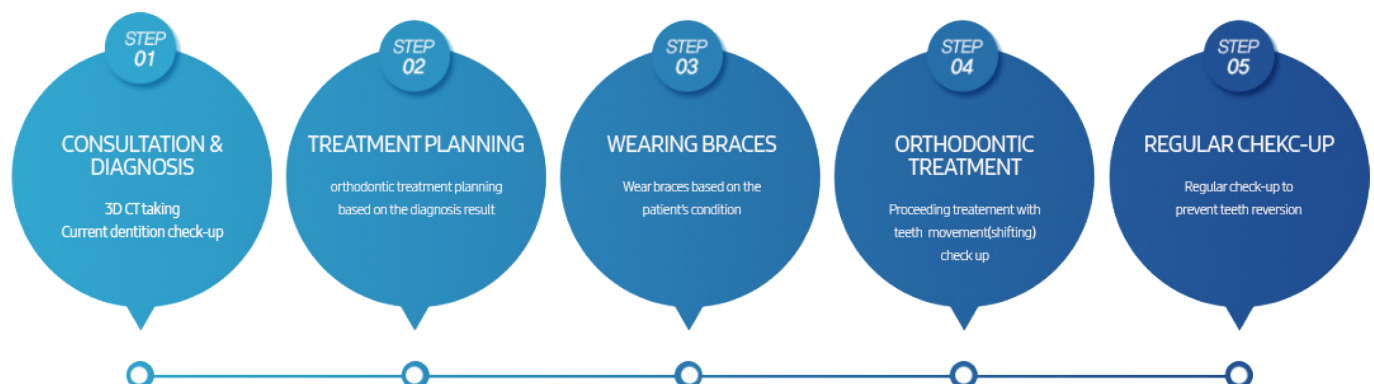 STEP
01
CONSULTATION &
DIAGNOSIS
3D CT taking
Current dentition check-up
STEP
02
TREATMENT PLANNING
orthodontic treatment planning
based on the diagnosis result
STEP
03
WEARING BRACES
Wear braces based on the
patient's condition
STEP
04
ORTHODONTIC
TREATMENT
Proceeding treatement with
teeth movement(shifting)
check up
STEP
05
REGULAR CHEKC-UP
Regular check-up to
prevent teeth reversion